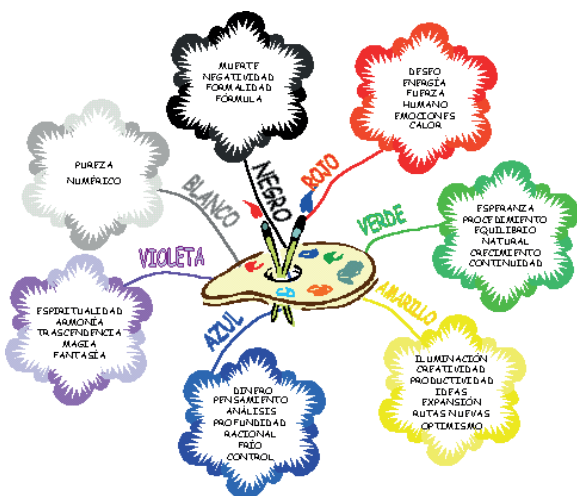 MUERTE
NEGATIVIDAD
FORMALIDAD
FÓRMULA
NEGRO
DESEO
ENERGÍA
FUERZA
HUMANO
EMOCIONES
CALOR
ROJO
PUREZA
NUMÉRICO
BLANCO
ESPERANZA
PROCEDIMIENTO
EQUILIBRIO
NATURAL
CRECIMIENTO
CONTINUIDAD
VERDE
VIOLETA
ESPIRITUALIDAD
ARMONÍA
TRASCENDENCIA
MAGIA
FANTASÍA
AMARILLO
ILUMINACIÓN
CREATIVIDAD
PRODUCTIVIDAD
IDEAS
EXPANSIÓN
RUTAS NUEVAS
OPTIMISMO
AZUL
DINERO
PENSAMIENTO
ANÁLISIS
PROFUNDIDAD
RACIONAL
FRÍO
CONTROL